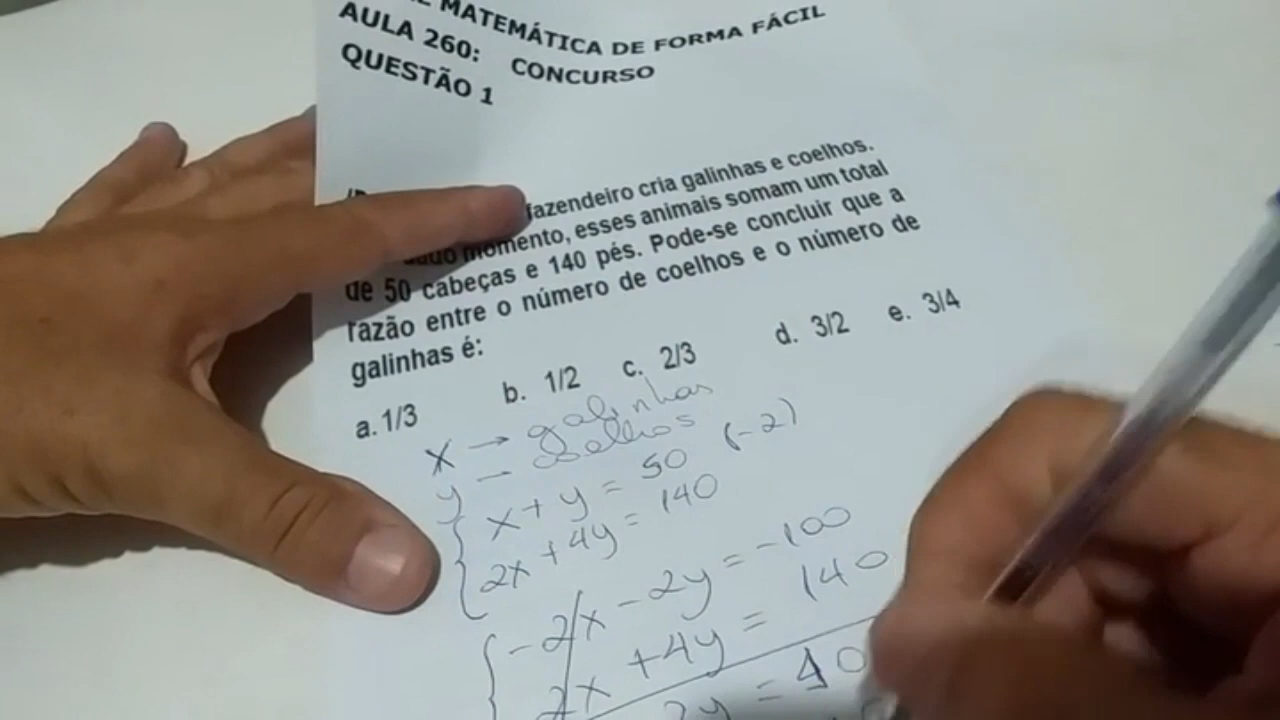 MATEMÁTICA DE FORMA FÁCIL
AULA 260: CONCURSO
QUESTÃO 1
fazendeiro cria galinhas e coelhos.
momento, esses animais somam um total
de 50 cabeças e 140 pés. Pode-se concluir que a
razão entre o número de coelhos e o número de
galinhas é:
a. 1/3 b. 1/2 c. 2/3 d. 3/2 e. 3/4
x → galinhas
y – coelhos
x + y = 50 (-2)
2x + 4y = 140
-2x - 2y = -100
2x + 4y = 140
2y = 40